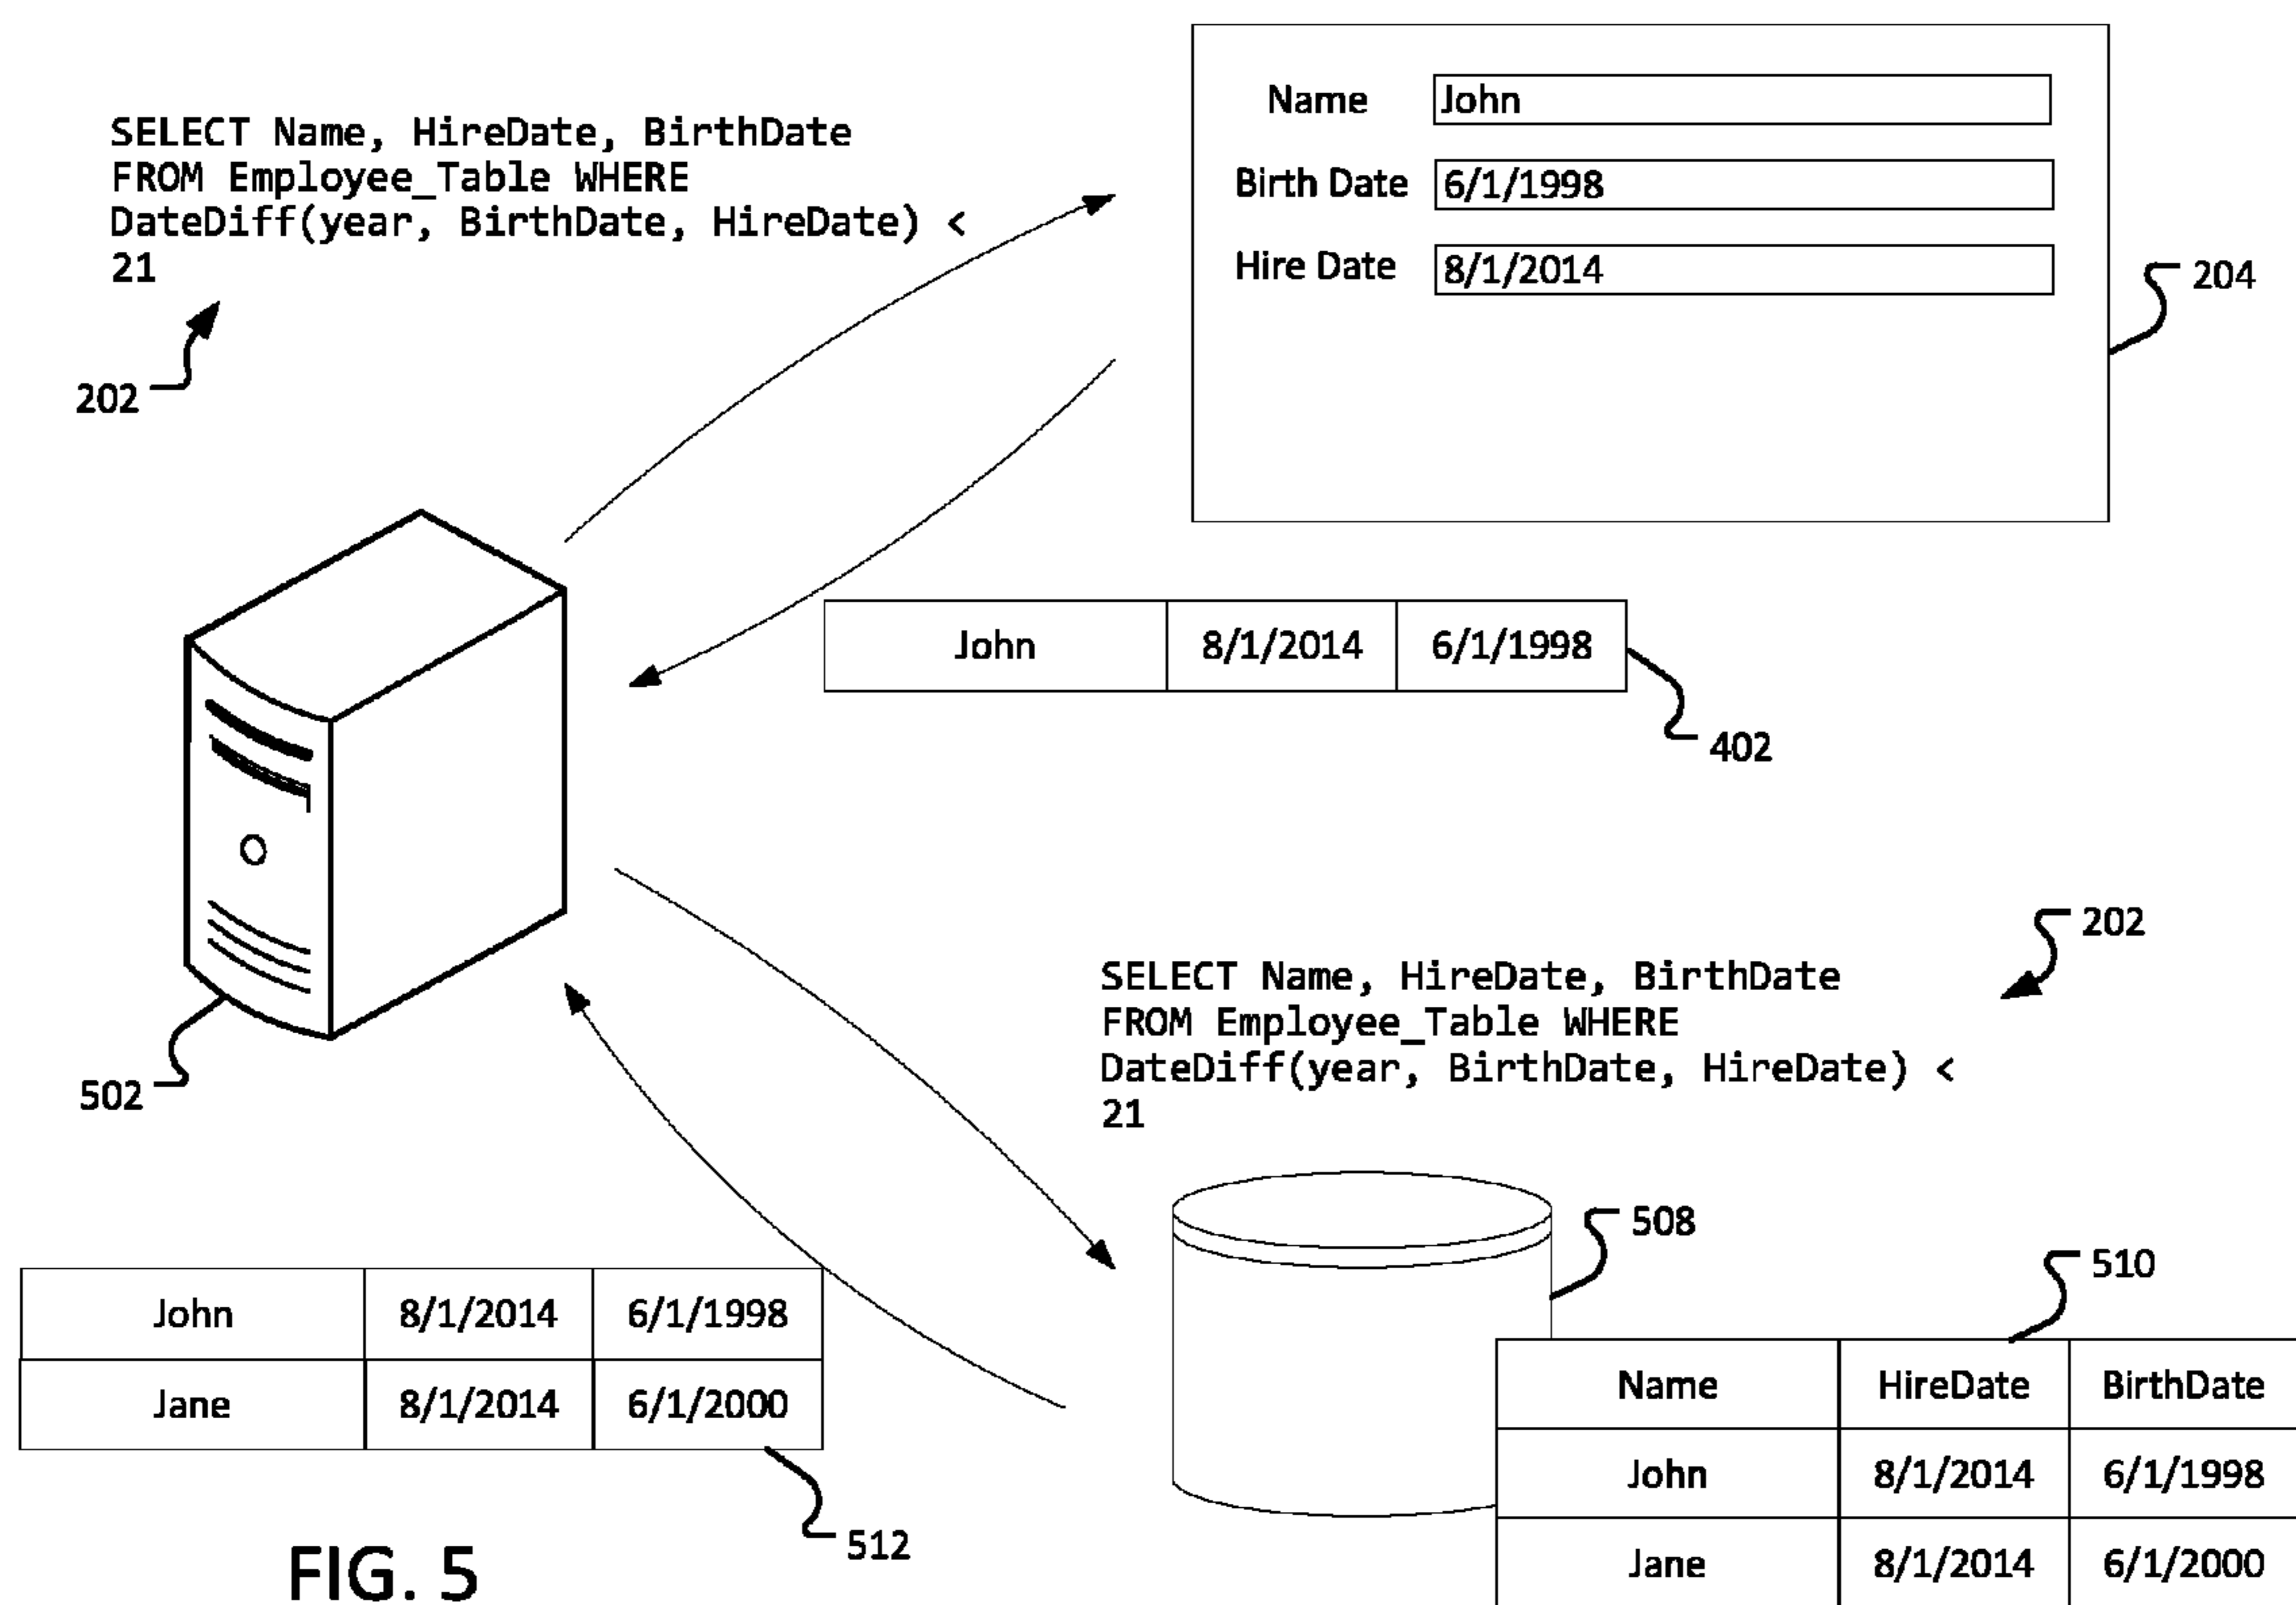 SELECT Name, HireDate, BirthDate
FROM Employee_Table WHERE
DateDiff(year, BirthDate, HireDate) <
21
202
Name John
Birth Date 6/1/1998
Hire Date 8/1/2014
204
John 8/1/2014 6/1/1998
402
502
202
SELECT Name, HireDate, BirthDate
FROM Employee_Table WHERE
DateDiff(year, BirthDate, HireDate) <
21
508
510
John 8/1/2014 6/1/1998
Jane 8/1/2014 6/1/2000
512
Name HireDate BirthDate
John 8/1/2014 6/1/1998
Jane 8/1/2014 6/1/2000
FIG. 5